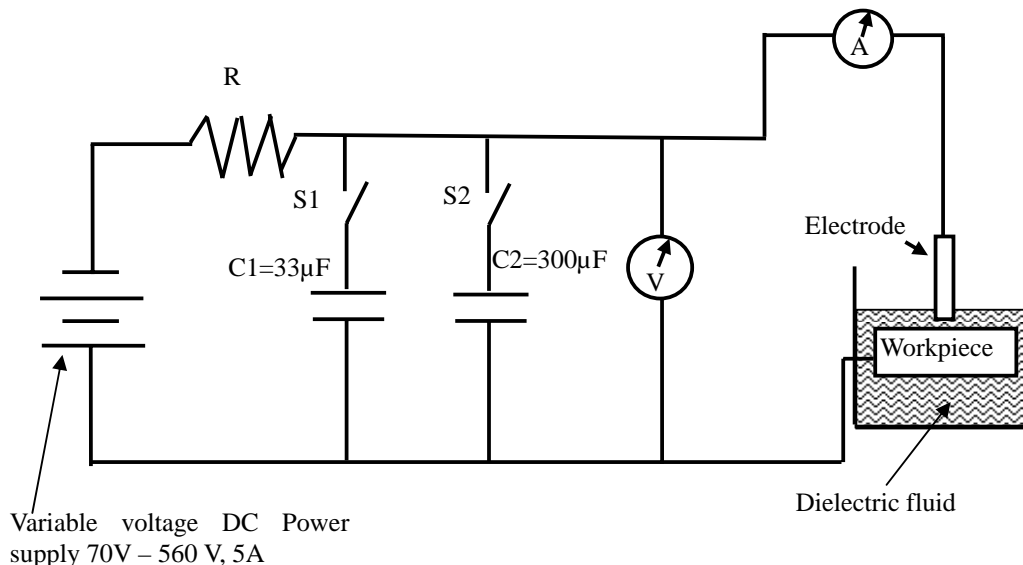 A
R
S1
S2
Electrode
C1=33µF
C2=300µF
V
Workpiece
Dielectric fluid
Variable voltage DC Power
supply 70V – 560 V, 5A